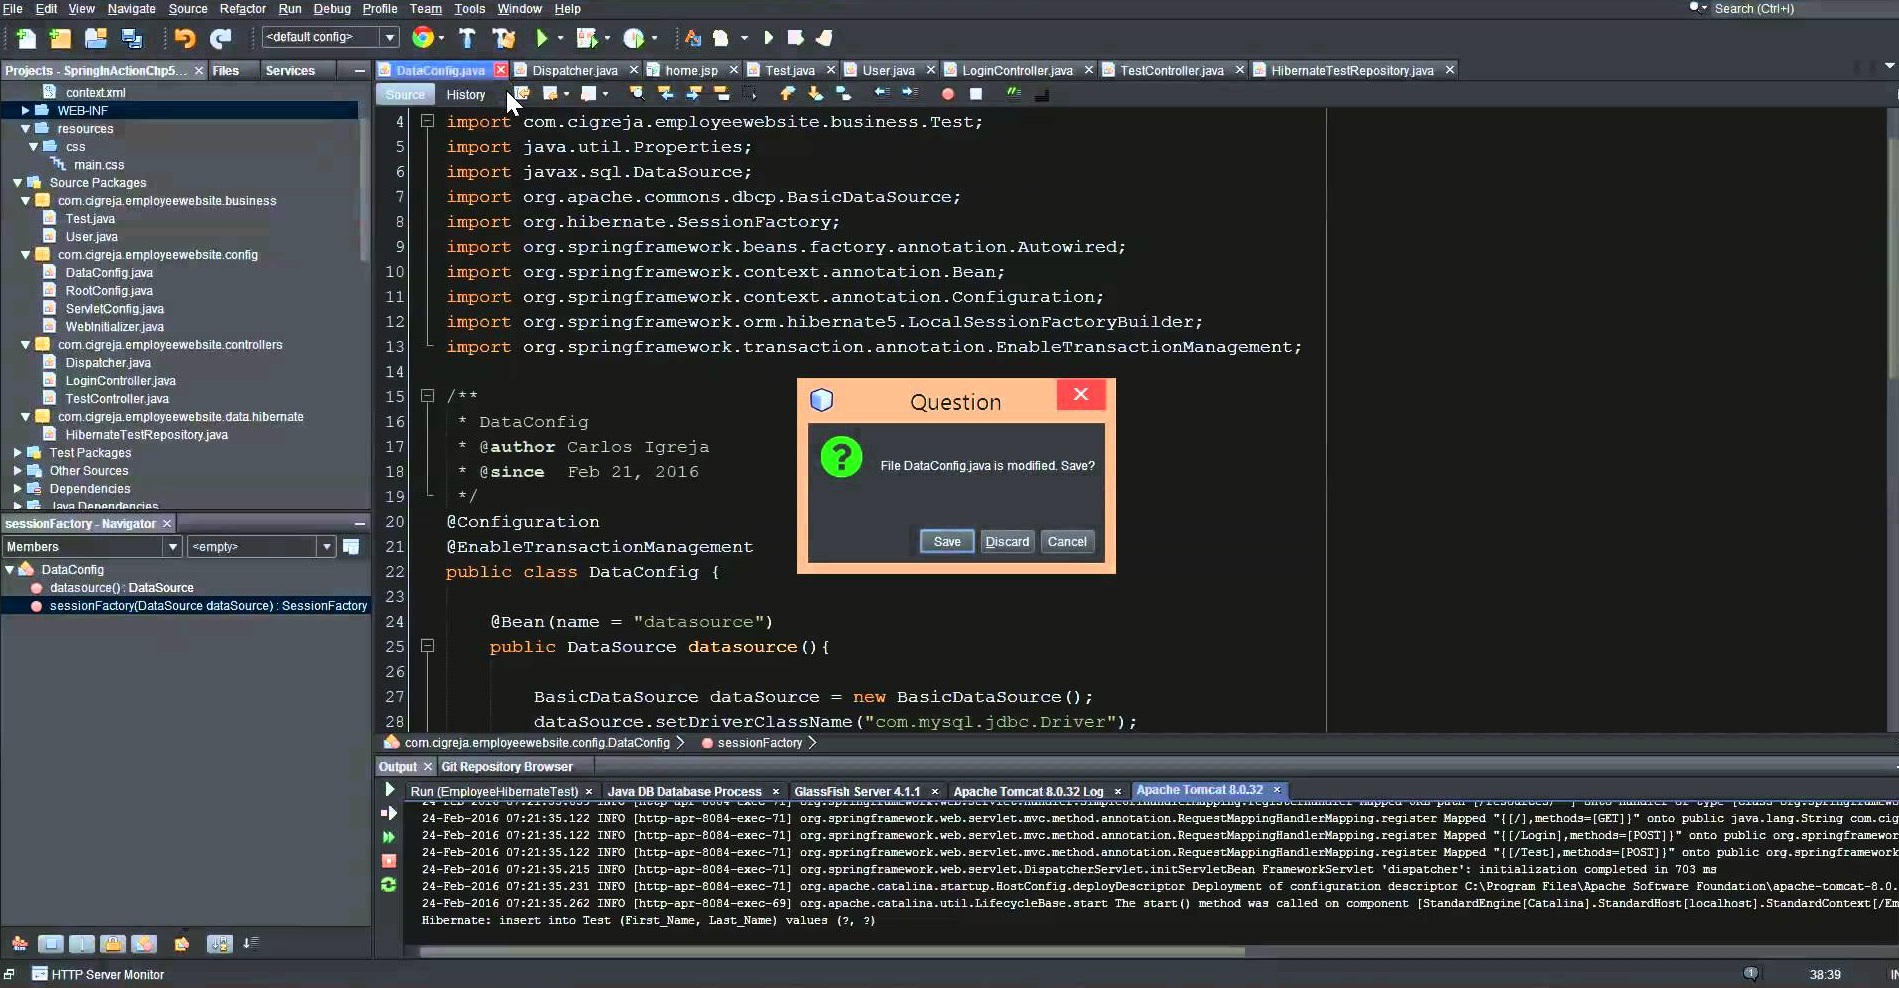 File Edit View Navigate Source Refactor Run Debug Profile Team Tools Window Help
Search (Ctrl+I)
<default config>
Projects - SpringInActionChp5... Files Services
DataConfig.java Dispatcher.java home.jsp Test.java User.java LoginController.java TestController.java HibernateTestRepository.java
Source History
context.xml
WEB-INF
resources
css
main.css
Source Packages
com.cigreja.employeewebsite.business
Test.java
User.java
com.cigreja.employeewebsite.config
DataConfig.java
RootConfig.java
ServletConfig.java
WebInitializer.java
com.cigreja.employeewebsite.controllers
Dispatcher.java
LoginController.java
TestController.java
com.cigreja.employeewebsite.data.hibernate
HibernateTestRepository.java
Test Packages
Other Sources
Dependencies
Java Dependencies
sessionFactory - Navigator
Members <empty>
DataConfig
datasource() : DataSource
sessionFactory(DataSource dataSource) : SessionFactory
4 import com.cigreja.employeewebsite.business.Test;
5 import java.util.Properties;
6 import javax.sql.DataSource;
7 import org.apache.commons.dbcp.BasicDataSource;
8 import org.hibernate.SessionFactory;
9 import org.springframework.beans.factory.annotation.Autowired;
10 import org.springframework.context.annotation.Bean;
11 import org.springframework.context.annotation.Configuration;
12 import org.springframework.orm.hibernate5.LocalSessionFactoryBuilder;
13 import org.springframework.transaction.annotation.EnableTransactionManagement;
14
15 /**
16 * DataConfig
17 * @author Carlos Igreja
18 * @since Feb 21, 2016
19 */
20 @Configuration
21 @EnableTransactionManagement
22 public class DataConfig {
23
24 @Bean(name = "datasource")
25 public DataSource datasource(){
26
27 BasicDataSource dataSource = new BasicDataSource();
28 dataSource.setDriverClassName("com.mysql.jdbc.Driver");
Question
File DataConfig.java is modified. Save?
Save Discard Cancel
com.cigreja.employeewebsite.config.DataConfig sessionFactory
Output Git Repository Browser
Run (EmployeeHibernateTest) Java DB Database Process GlassFish Server 4.1.1 Apache Tomcat 8.0.32 Log Apache Tomcat 8.0.32
24-Feb-2016 07:21:35.122 INFO [http-apr-8084-exec-71] org.springframework.web.servlet.mvc.method.annotation.RequestMappingHandlerMapping.register Mapped "{[/],methods=[GET]}" onto public java.lang.String com.cig
24-Feb-2016 07:21:35.122 INFO [http-apr-8084-exec-71] org.springframework.web.servlet.mvc.method.annotation.RequestMappingHandlerMapping.register Mapped "{[/Login],methods=[POST]}" onto public org.springframework
24-Feb-2016 07:21:35.122 INFO [http-apr-8084-exec-71] org.springframework.web.servlet.mvc.method.annotation.RequestMappingHandlerMapping.register Mapped "{[/Test],methods=[POST]}" onto public org.springframework
24-Feb-2016 07:21:35.215 INFO [http-apr-8084-exec-71] org.springframework.web.servlet.DispatcherServlet.initServletBean FrameworkServlet 'dispatcher': initialization completed in 703 ms
24-Feb-2016 07:21:35.231 INFO [http-apr-8084-exec-71] org.apache.catalina.startup.HostConfig.deployDescriptor Deployment of configuration descriptor C:\Program Files\Apache Software Foundation\apache-tomcat-8.0.
24-Feb-2016 07:21:35.262 INFO [http-apr-8084-exec-69] org.apache.catalina.util.LifecycleBase.start The start() method was called on component [StandardEngine[Catalina].StandardHost[localhost].StandardContext[/Em
Hibernate: insert into Test (First_Name, Last_Name) values (?, ?)
HTTP Server Monitor
1
38:39